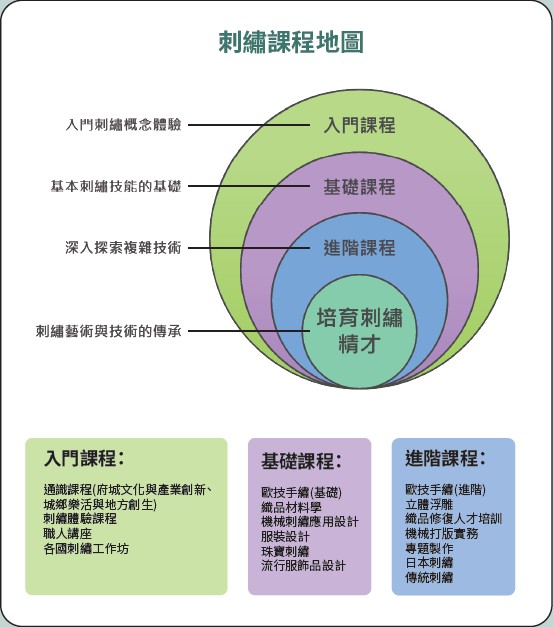 刺繡課程地圖
入門刺繡概念體驗
入門課程
基本刺繡技能的基礎
基礎課程
深入探索複雜技術
進階課程
刺繡藝術與技術的傳承
培育刺繡
精才
入門課程：
通識課程(府城文化與產業創新、
城鄉樂活與地方創生)
刺繡體驗課程
職人講座
各國刺繡工作坊
基礎課程：
歐技手繡(基礎)
織品材料學
機械刺繡應用設計
服裝設計
珠寶刺繡
流行服飾品設計
進階課程：
歐技手繡(進階)
立體浮雕
織品修復人才培訓
機械打版實務
專題製作
日本刺繡
傳統刺繡